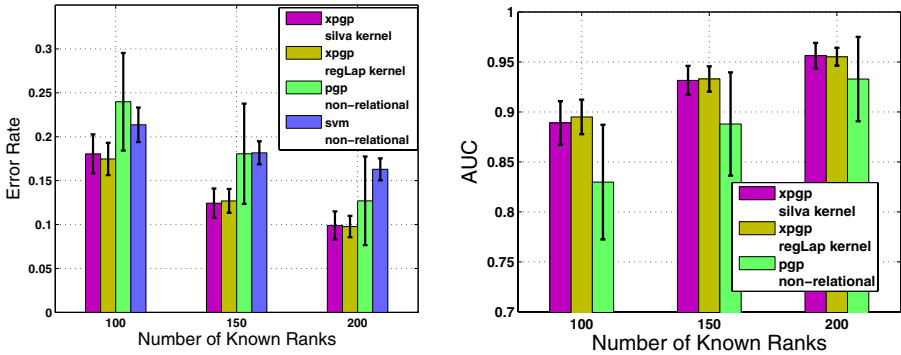 0.3
0.25
0.2
0.15
0.1
0.05
0
Error Rate
100
150
200
Number of Known Ranks
xpgp
silva kernel
xpgp
regLap kernel
pgp
non−relational
svm
non−relational
1
0.95
0.9
0.85
0.8
0.75
0.7
AUC
100
150
200
Number of Known Ranks
xpgp
silva kernel
xpgp
regLap kernel
pgp
non−relational